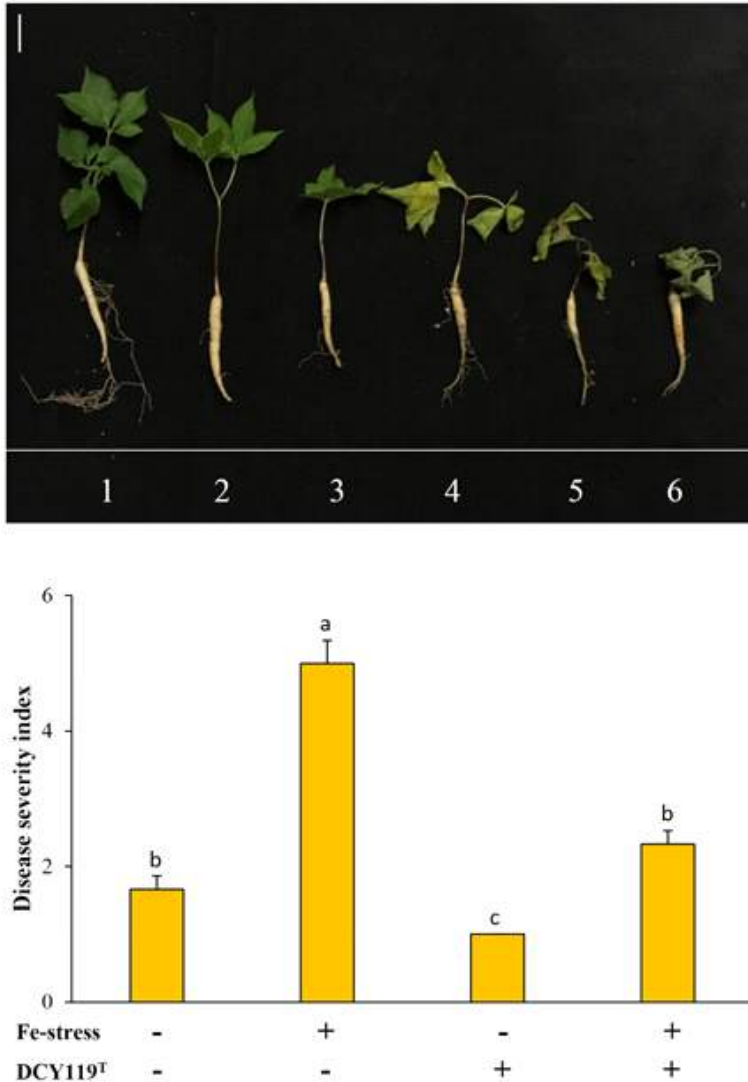 1 2 3 4 5 6
6
a
4
Disease severity index
b
b
2
c
0
Fe-stress - + - +
DCY119ᵀ - - + +